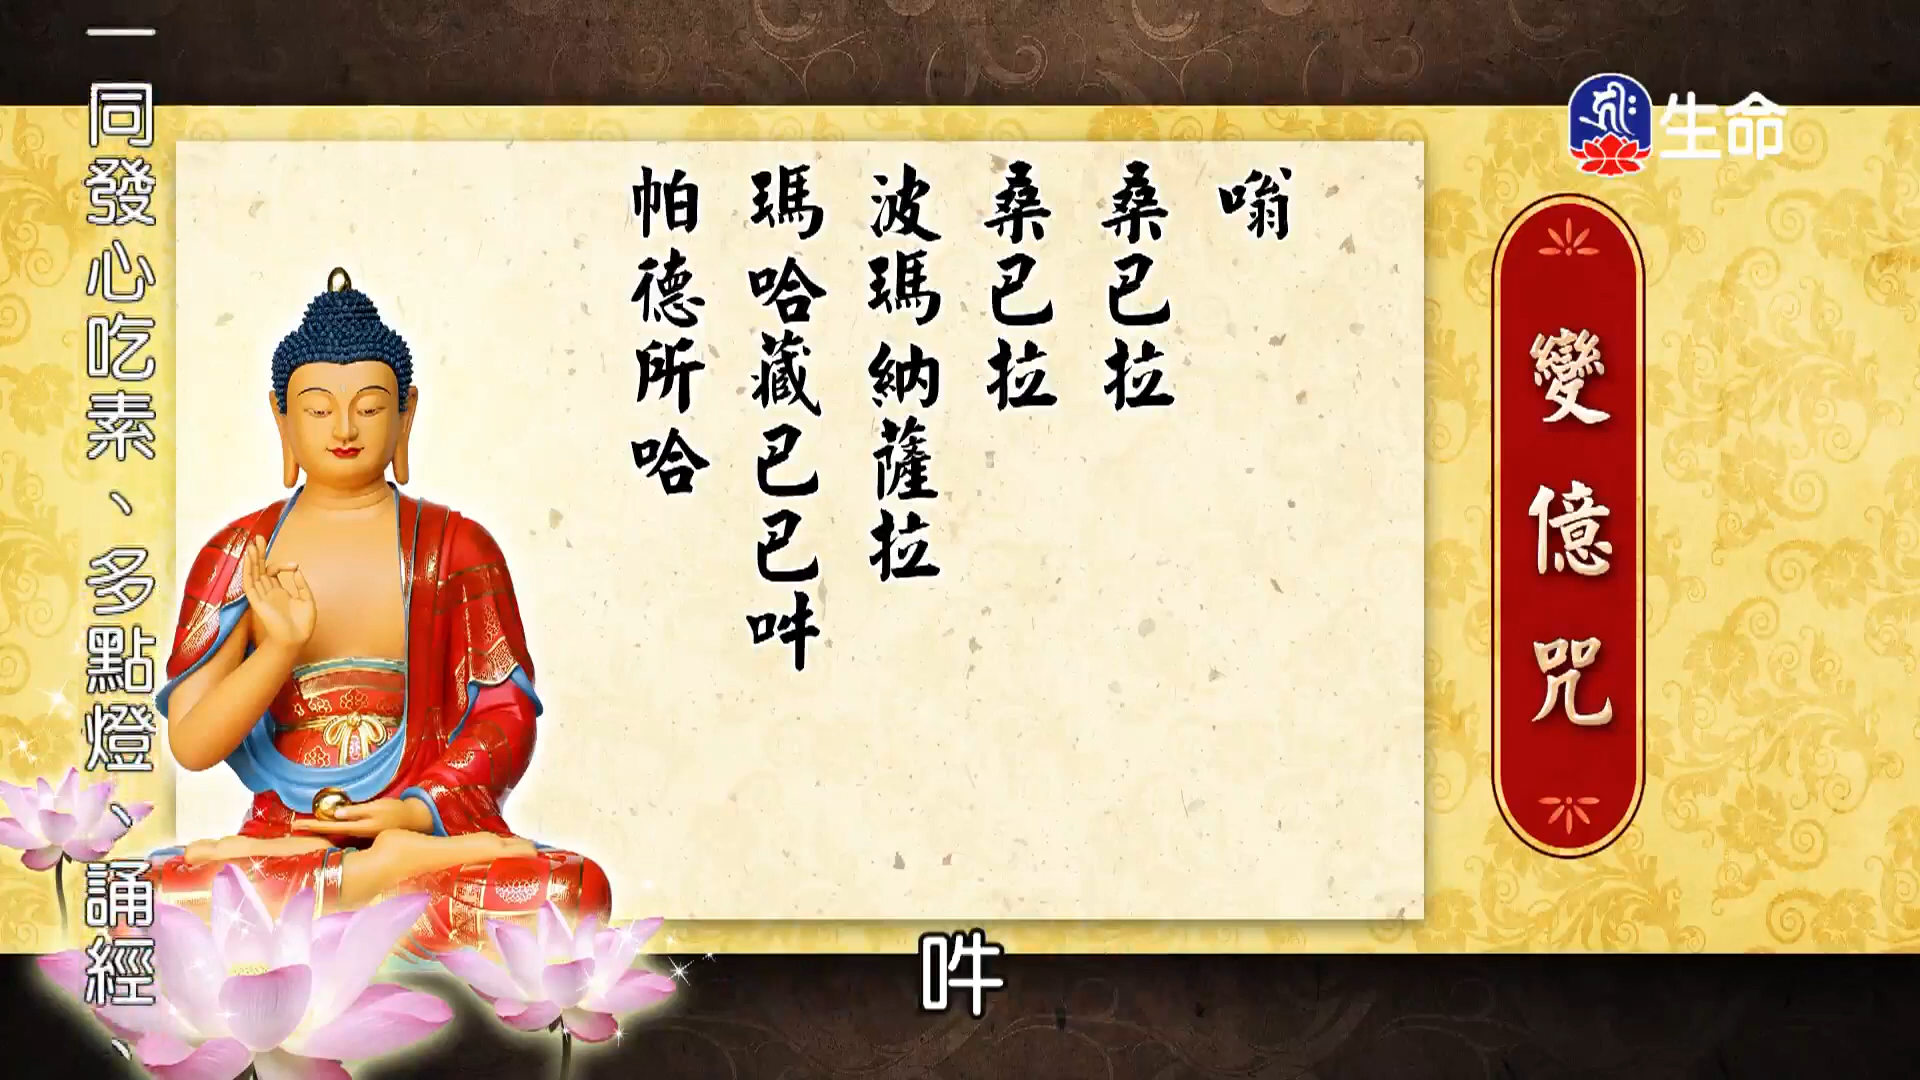 生命
變億咒
嗡
桑巴拉
桑巴拉
波瑪納薩拉
瑪哈藏巴巴吽
帕德所哈
一同發心吃素、多點燈、誦經、
吽